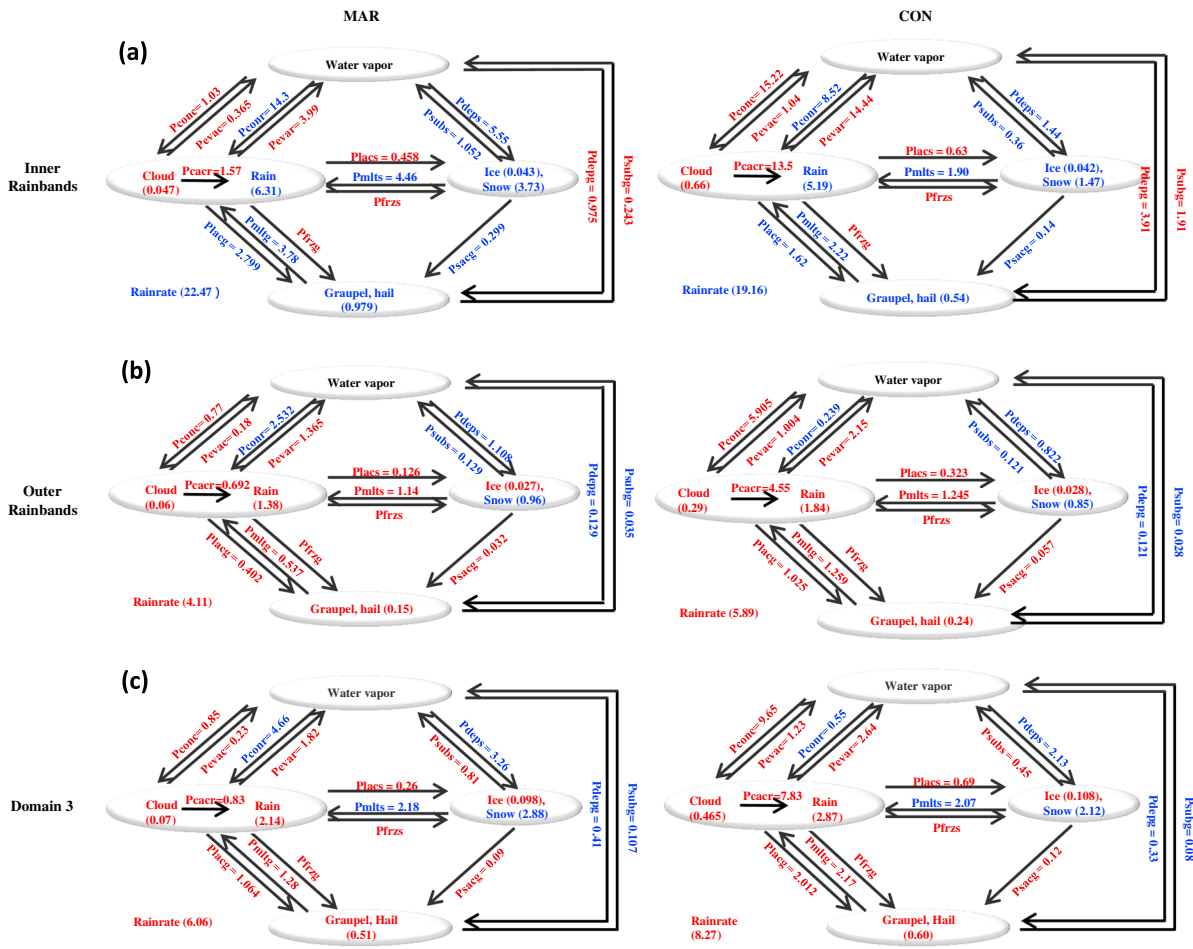 MAR
CON
(a)
Inner
Rainbands
Water vapor
Pconc= 1.03
Pevac= 0.365
Pconr= 14.3
Pevar= 3.99
Pdeps= 5.55
Psubs= 1.052
Cloud
(0.047)
Pcacr=1.57
Rain
(6.31)
Placs = 0.458
Pmlts = 4.46
Pfrzs
Ice (0.043),
Snow (3.73)
Pdepg = 0.975
Psubg= 0.243
Placg = 2.799
Pmltg = 3.78
Pfrzg
Psacg = 0.299
Rainrate (22.47 )
Graupel, hail
(0.979)
Water vapor
Pconc= 15.22
Pevac= 1.04
Pconr= 8.52
Pevar= 14.44
Pdeps= 1.44
Psubs = 0.36
Cloud
(0.66)
Pcacr=13.5
Rain
(5.19)
Placs = 0.63
Pmlts = 1.90
Pfrzs
Ice (0.042),
Snow (1.47)
Pdepg = 3.91
Psubg= 1.91
Placg = 1.62
Pmltg = 2.22
Pfrzg
Psacg = 0.14
Rainrate (19.16)
Graupel, hail (0.54)
(b)
Outer
Rainbands
Water vapor
Pconc= 0.77
Pevac= 0.18
Pconr= 2.532
Pevar= 1.365
Pdeps= 1.108
Psubs= 0.129
Cloud
(0.06)
Pcacr=0.692
Rain
(1.38)
Placs = 0.126
Pmlts = 1.14
Pfrzs
Ice (0.027),
Snow (0.96)
Pdepg = 0.129
Psubg= 0.035
Placg = 0.402
Pmltg = 0.537
Pfrzg
Psacg = 0.032
Rainrate (4.11)
Graupel, hail (0.15)
Water vapor
Pconc= 5.905
Pevac= 1.004
Pconr= 0.239
Pevar= 2.15
Pdeps= 0.822
Psubs= 0.121
Cloud
(0.29)
Pcacr=4.55
Rain
(1.84)
Placs = 0.323
Pmlts = 1.245
Pfrzs
Ice (0.028),
Snow (0.85)
Pdepg = 0.121
Psubg= 0.028
Placg = 1.025
Pmltg = 1.259
Pfrzg
Psacg = 0.057
Rainrate (5.89)
Graupel, hail (0.24)
(c)
Domain 3
Water vapor
Pconc= 0.85
Pevac= 0.23
Pconr= 4.66
Pevar= 1.82
Pdeps= 3.26
Psubs = 0.81
Cloud
(0.07)
Pcacr=0.83
Rain
(2.14)
Placs = 0.26
Pmlts = 2.18
Pfrzs
Ice (0.098),
Snow (2.88)
Pdepg = 0.41
Psubg= 0.107
Placg = 1.064
Pmltg = 1.28
Pfrzg
Psacg = 0.09
Rainrate (6.06)
Graupel, Hail
(0.51)
Water vapor
Pconc= 9.65
Pevac= 1.23
Pconr= 0.55
Pevar= 2.64
Pdeps= 2.13
Psubs= 0.45
Cloud
(0.465)
Pcacr=7.83
Rain
(2.87)
Placs = 0.69
Pmlts = 2.07
Pfrzs
Ice (0.108),
Snow (2.12)
Pdepg = 0.33
Psubg= 0.08
Placg = 2.012
Pmltg = 2.17
Pfrzg
Psacg = 0.12
Rainrate
(8.27)
Graupel, Hail
(0.60)